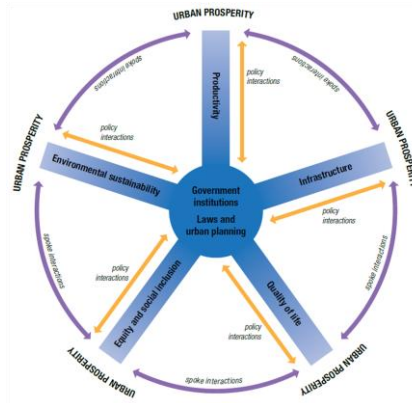 URBAN PROSPERITY
spoke interactions
spoke interactions
policy
interactions
Productivity
policy
interactions
URBAN PROSPERITY
URBAN PROSPERITY
Environmental sustainability
Infrastructure
Government
institutions
Laws and
urban planning
policy
interactions
spoke interactions
spoke interactions
policy
interactions
Equity and social inclusion
Quality of life
policy
interactions
URBAN PROSPERITY
URBAN PROSPERITY
spoke interactions